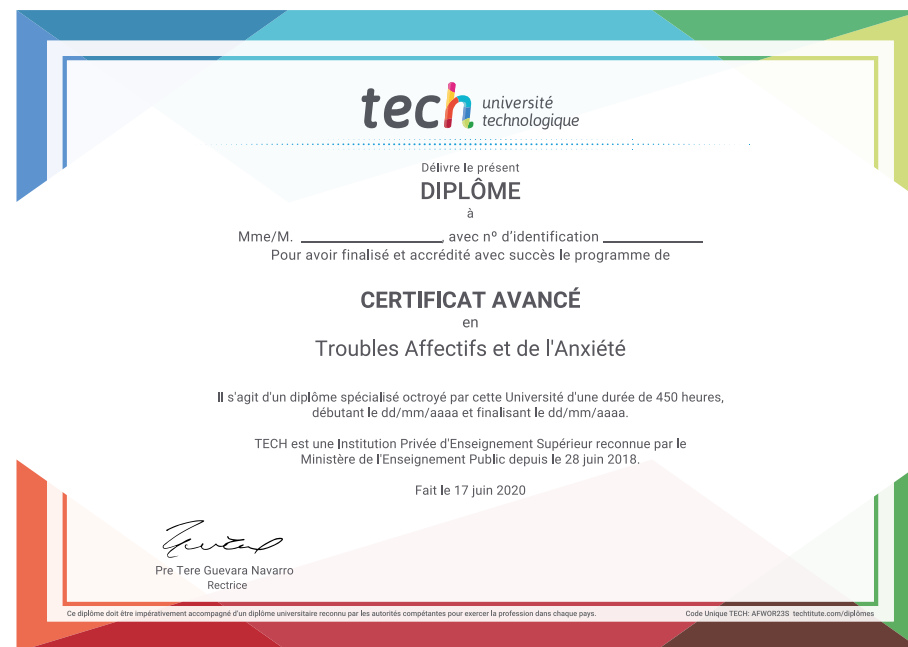 tech université
technologique
Délivre le présent
DIPLÔME
à
Mme/M. ____________________, avec nº d'identification ______________
Pour avoir finalisé et accrédité avec succès le programme de
CERTIFICAT AVANCÉ
en
Troubles Affectifs et de l'Anxiété
Il s'agit d'un diplôme spécialisé octroyé par cette Université d'une durée de 450 heures,
débutant le dd/mm/aaaa et finalisant le dd/mm/aaaa.
TECH est une Institution Privée d'Enseignement Supérieur reconnue par le
Ministère de l'Enseignement Public depuis le 28 juin 2018.
Fait le 17 juin 2020
Pre Tere Guevara Navarro
Rectrice
Ce diplôme doit être impérativement accompagné d'un diplôme universitaire reconnu par les autorités compétantes pour exercer la profession dans chaque pays. Code Unique TECH: AFWOR23S techtitute.com/diplômes